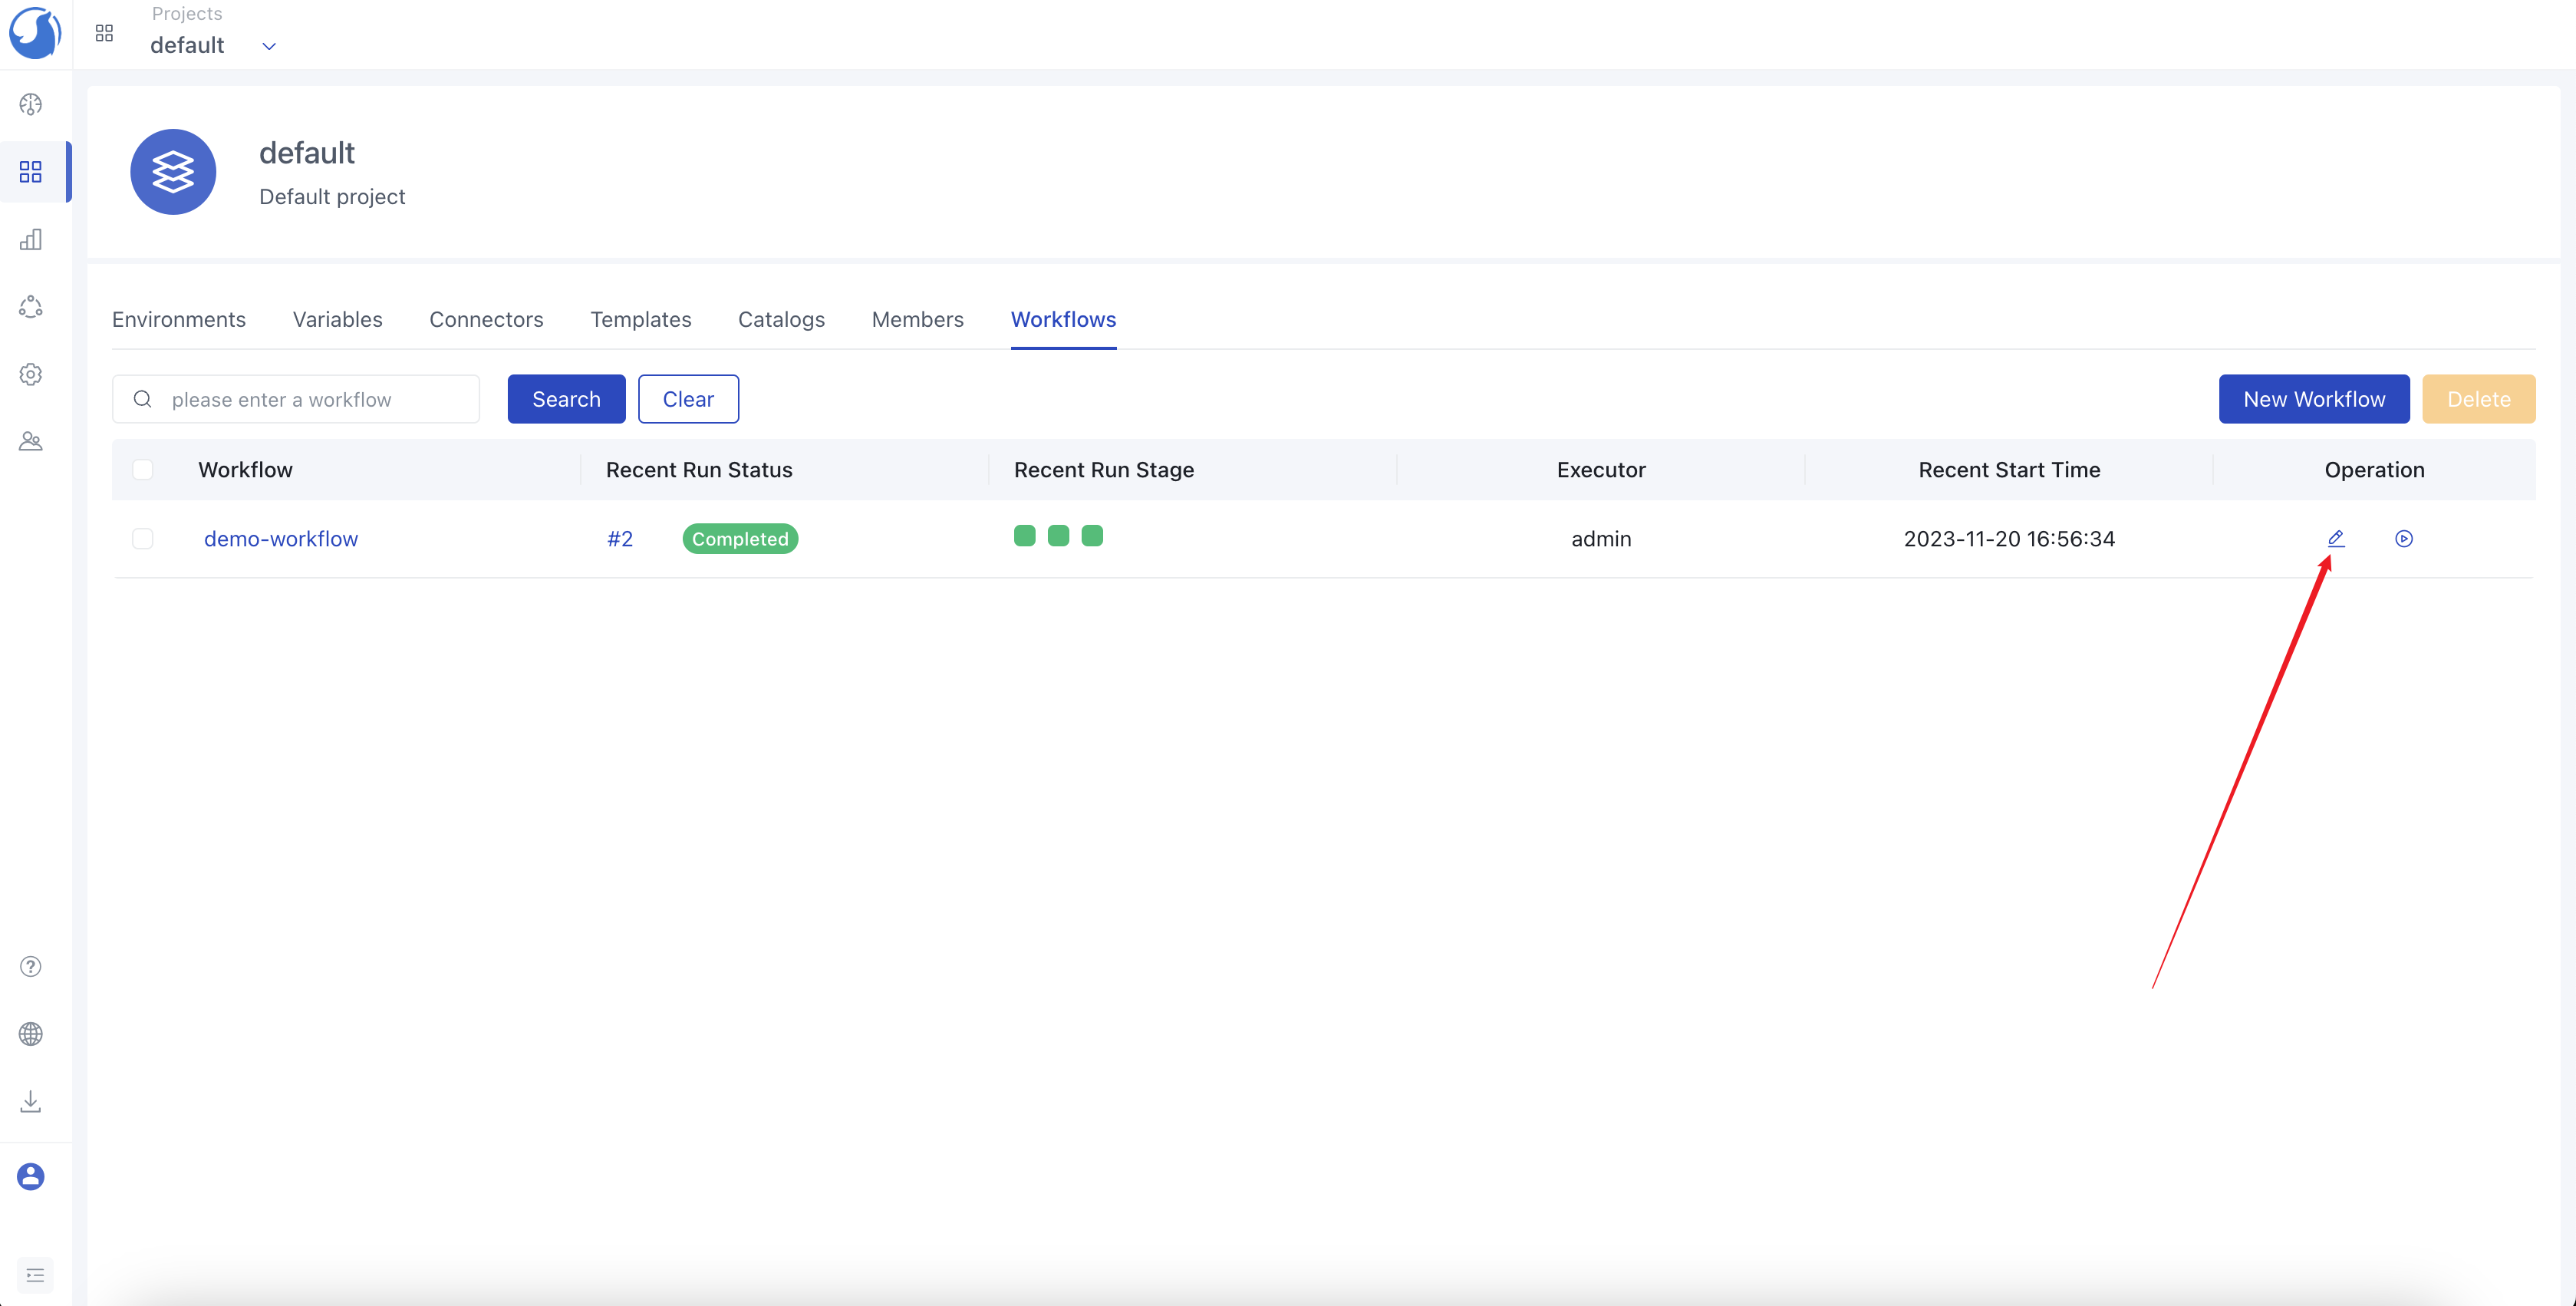 Projects
default
default
Default project
Environments Variables Connectors Templates Catalogs Members Workflows
please enter a workflow Search Clear New Workflow Delete
Workflow Recent Run Status Recent Run Stage Executor Recent Start Time Operation
demo-workflow #2 Completed admin 2023-11-20 16:56:34